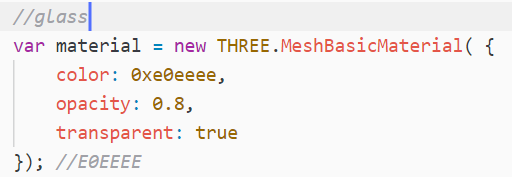 //glass
var material = new THREE.MeshBasicMaterial( {
    color: 0xe0eeee,
    opacity: 0.8,
    transparent: true
}); //E0EEEE